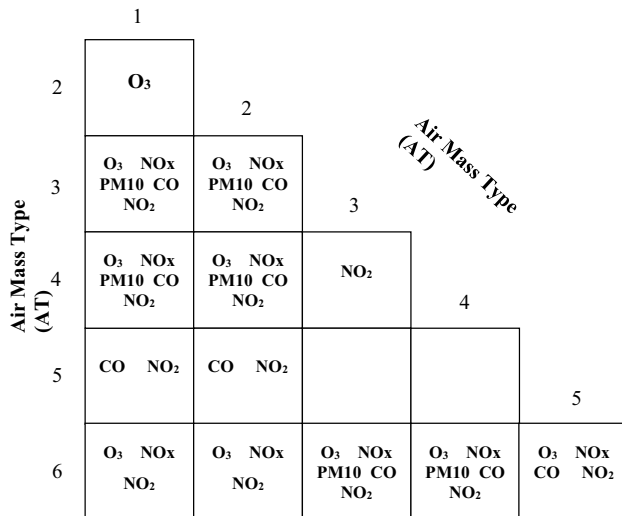 1
2 O₃
2
3 O₃ NOx O₃ NOx
PM10 CO PM10 CO
NO₂ NO₂
3
4 O₃ NOx O₃ NOx NO₂
PM10 CO PM10 CO
NO₂ NO₂
4
5 CO NO₂ CO NO₂
5
6 O₃ NOx O₃ NOx O₃ NOx O₃ NOx O₃ NOx
NO₂ NO₂ PM10 CO PM10 CO CO NO₂
NO₂ NO₂
Air Mass Type
(AT)
Air Mass Type
(AT)